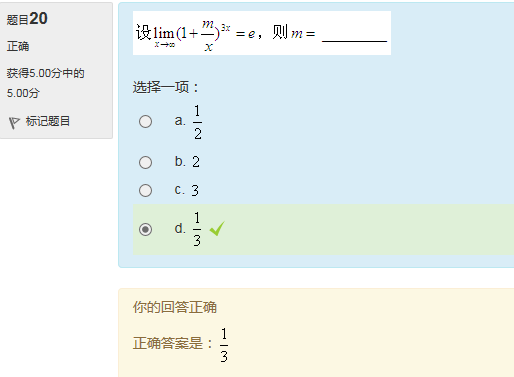 题目20
正确
获得5.00分中的
5.00分
标记题目
设lim(1+m/x)^3x=e，则m= ________
x→∞
选择一项：
a. 1/2
b. 2
c. 3
d. 1/3
你的回答正确
正确答案是：1/3